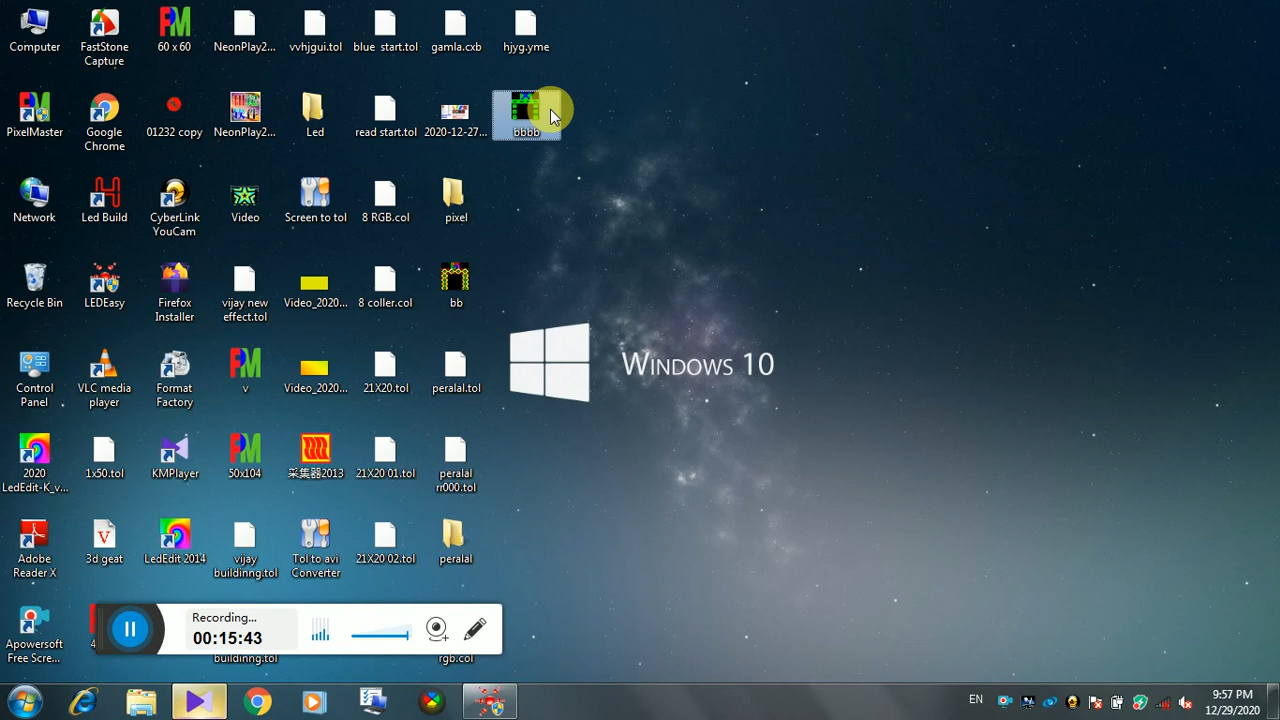 Computer
FastStone
Capture
60 x 60
NeonPlay2...
vvhjgui.tol
blue start.tol
gamla.cxb
hjyg.yme
PixelMaster
Google
Chrome
01232 copy
NeonPlay2...
Led
read start.tol
2020-12-27...
bbbb
Network
Led Build
CyberLink
YouCam
Video
Screen to tol
8 RGB.col
pixel
Recycle Bin
LEDEasy
Firefox
Installer
vijay new
effect.tol
Video_2020...
8 coller.col
bb
WINDOWS 10
Control
Panel
VLC media
player
Format
Factory
v
Video_2020...
21X20.tol
peralal.tol
2020
LedEdit-K_v...
1x50.tol
KMPlayer
50x104
采集器2013
21X20 01.tol
peralal
rr000.tol
Adobe
Reader X
3d geat
LedEdit 2014
vijay
buildinng.tol
Tol to avi
Converter
21X20 02.tol
peralal
Apowersoft
Free Scre...
Recording...
00:15:43
buildinng.tol
rgb.col
EN
9:57 PM
12/29/2020